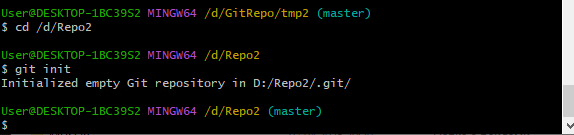 User@DESKTOP-1BC39S2 MINGW64 /d/GitRepo/tmp2 (master)
$ cd /d/Repo2
User@DESKTOP-1BC39S2 MINGW64 /d/Repo2
$ git init
Initialized empty Git repository in D:/Repo2/.git/
User@DESKTOP-1BC39S2 MINGW64 /d/Repo2 (master)
$